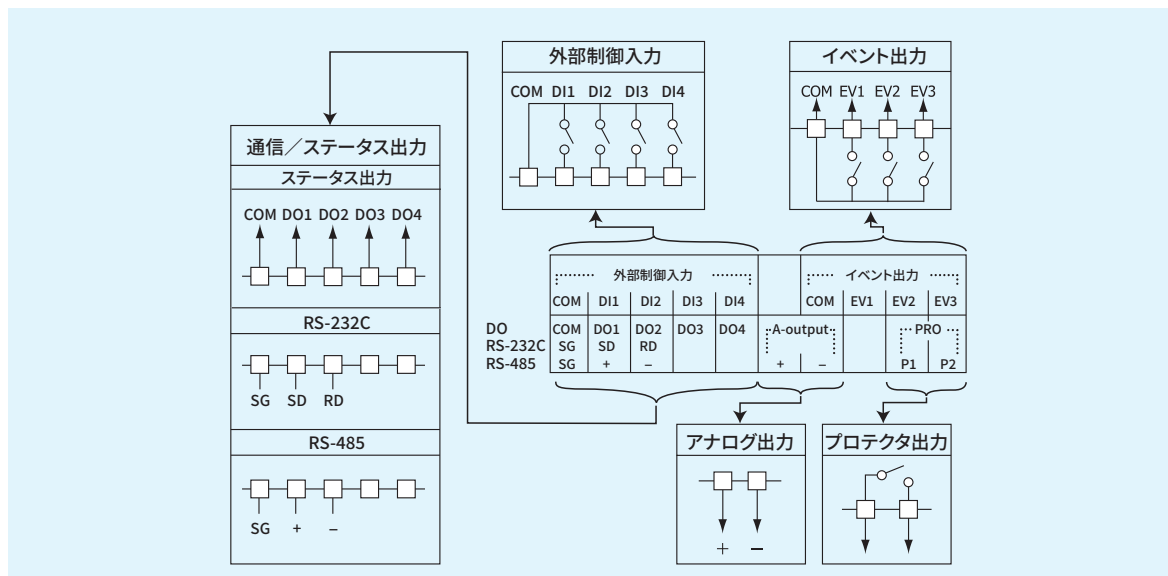 外部制御入力
COM DI1 DI2 DI3 DI4
イベント出力
COM EV1 EV2 EV3
通信／ステータス出力
ステータス出力
COM DO1 DO2 DO3 DO4
RS-232C
SG SD RD
RS-485
SG + −
外部制御入力 イベント出力
COM DI1 DI2 DI3 DI4 COM EV1 EV2 EV3
DO COM DO1 DO2 DO3 DO4 A-output PRO
RS-232C SG SD RD
RS-485 SG + − + − P1 P2
アナログ出力
+ −
プロテクタ出力